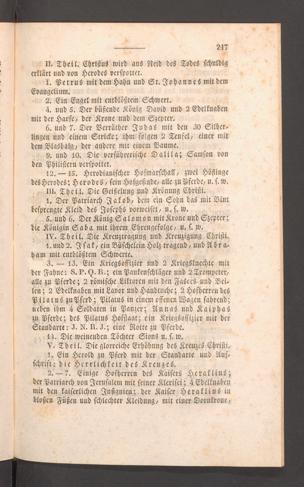 217
II. Theil. Christus wird aus Neid des Todes schuldig
erklärt und von Herodes verspottet.
1. Petrus mit dem Hahn und St. Johannes mit dem
Evangelium.
2. Ein Engel mit entblößtem Schwert.
4. und 5. Der büßende König David und 2 Edelknaben
mit der Harfe, der Krone und dem Szepter.
6. und 7. Der Verräther Judas mit den 30 Silber-
lingen und einem Stricke; ihm folgen 2 Teufel, einer mit
dem Blasbalg, der andere mit einem Baume.
9. und 10. Die verführerische Dalila; Samson von
den Philistern verspottet.
12. — 15. Herodianischer Hofmarschall, zwei Höflinge
des Herodes; Herodes, sein Hofgesinde, alle zu Pferde, u. s. w.
III. Theil. Die Geißelung und Krönung Christi.
1. Der Patriarch Jakob, dem ein Sohn das mit Blut
besprengte Kleid des Josephs vorweiset, u. s. w.
5. und 6. Der König Salomon mit Krone und Szepter;
die Königin Saba mit ihrem Ehrengefolge, u. s. w.
IV. Theil. Die Kreuztragung und Kreuzigung Christi.
1. und 2. Isak, ein Büschelein Holz tragend, und Abra-
ham mit entblößtem Schwerte.
3. — 13. Ein Kriegsoffizier und 2 Kriegsknechte mit
der Fahne: S. P. Q. R.; ein Paukenschläger und 2 Trompeter,
alle zu Pferde; 2 römische Liktoren mit den Fasces und Bei-
len; 2 Edelknaben mit Lavor und Handtuche; 2 Hofherren des
Pilatus zu Pferd; Pilatus in einem offenen Wagen fahrend;
neben ihm 4 Soldaten in Panzer; Annas und Kaiphas
zu Pferde; des Pilatus Hofstaat; ein Kriegsoffizier mit der
Standarte: J. N. R. J.; eine Rotte zu Pferde.
14. Die weinenden Töchter Sions u. s. w.
V. Theil. Die glorreiche Erhöhung des Kreuzes Christi.
1. Ein Herold zu Pferd mit der Standarte und Auf-
schrift: die Herrlichkeit des Kreuzes.
2. — 7. Einige Hofherren des Kaisers Heraklius;
der Patriarch von Jerusalem mit seiner Klerisei; 4 Edelknaben
mit den kaiserlichen Insignien; der Kaiser Heraklius in
bloßen Füßen und schlechter Kleidung, mit einer Dornkrone,